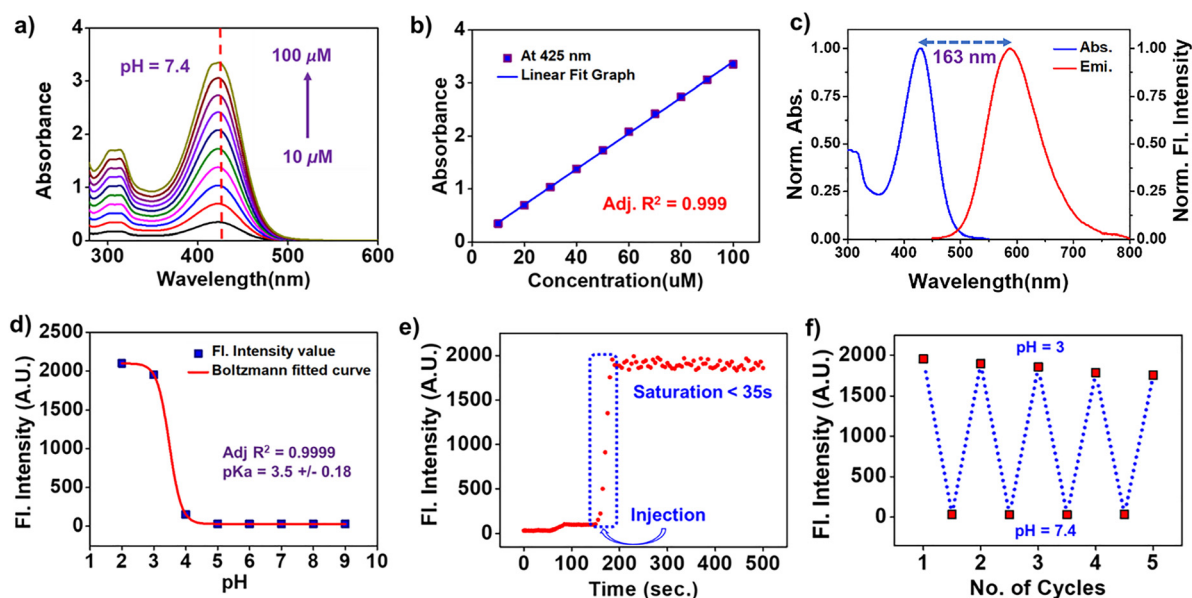 a)
4
3
2
1
0
Absorbance
pH = 7.4
100 µM
10 µM
300
400
500
600
Wavelength(nm)
b)
4
3
2
1
0
Absorbance
At 425 nm
Linear Fit Graph
Adj. R² = 0.999
0
20
40
60
80
100
Concentration(uM)
c)
1.00
0.75
0.50
0.25
0.00
Norm. Abs.
163 nm
Abs.
Emi.
1.00
0.75
0.50
0.25
0.00
Norm. Fl. Intensity
300
400
500
600
700
800
Wavelength(nm)
d)
2500
2000
1500
1000
500
0
Fl. Intensity (A.U.)
Fl. Intensity value
Boltzmann fitted curve
Adj R² = 0.9999
pKa = 3.5 +/- 0.18
1
2
3
4
5
6
7
8
9
10
pH
e)
2000
1500
1000
500
0
Fl. Intensity (A.U.)
Saturation < 35s
Injection
0
100
200
300
400
500
Time (sec.)
f)
2000
1500
1000
500
0
Fl. Intensity (A.U.)
pH = 3
pH = 7.4
1
2
3
4
5
No. of Cycles